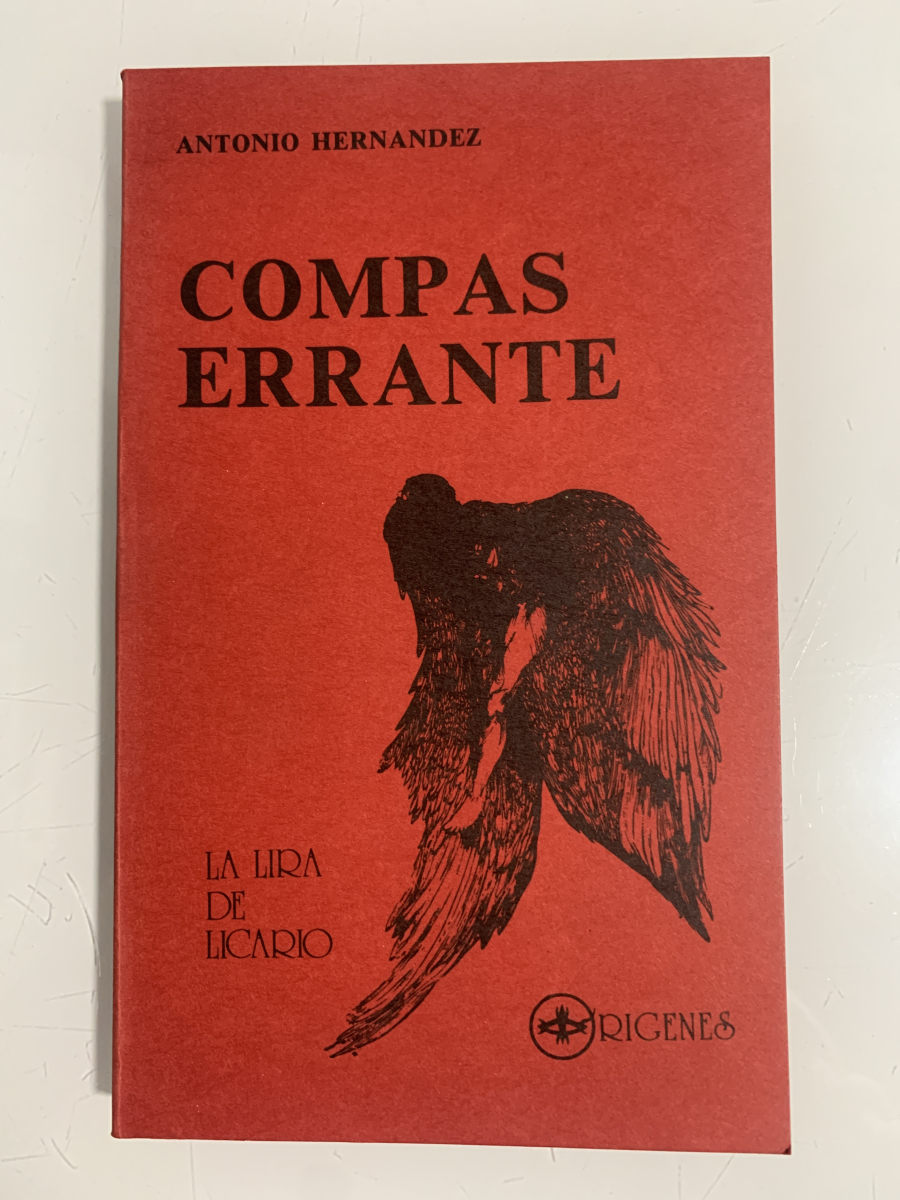 ANTONIO HERNANDEZ
COMPAS
ERRANTE
LA LIRA
DE
LICARIO
ORIGENES